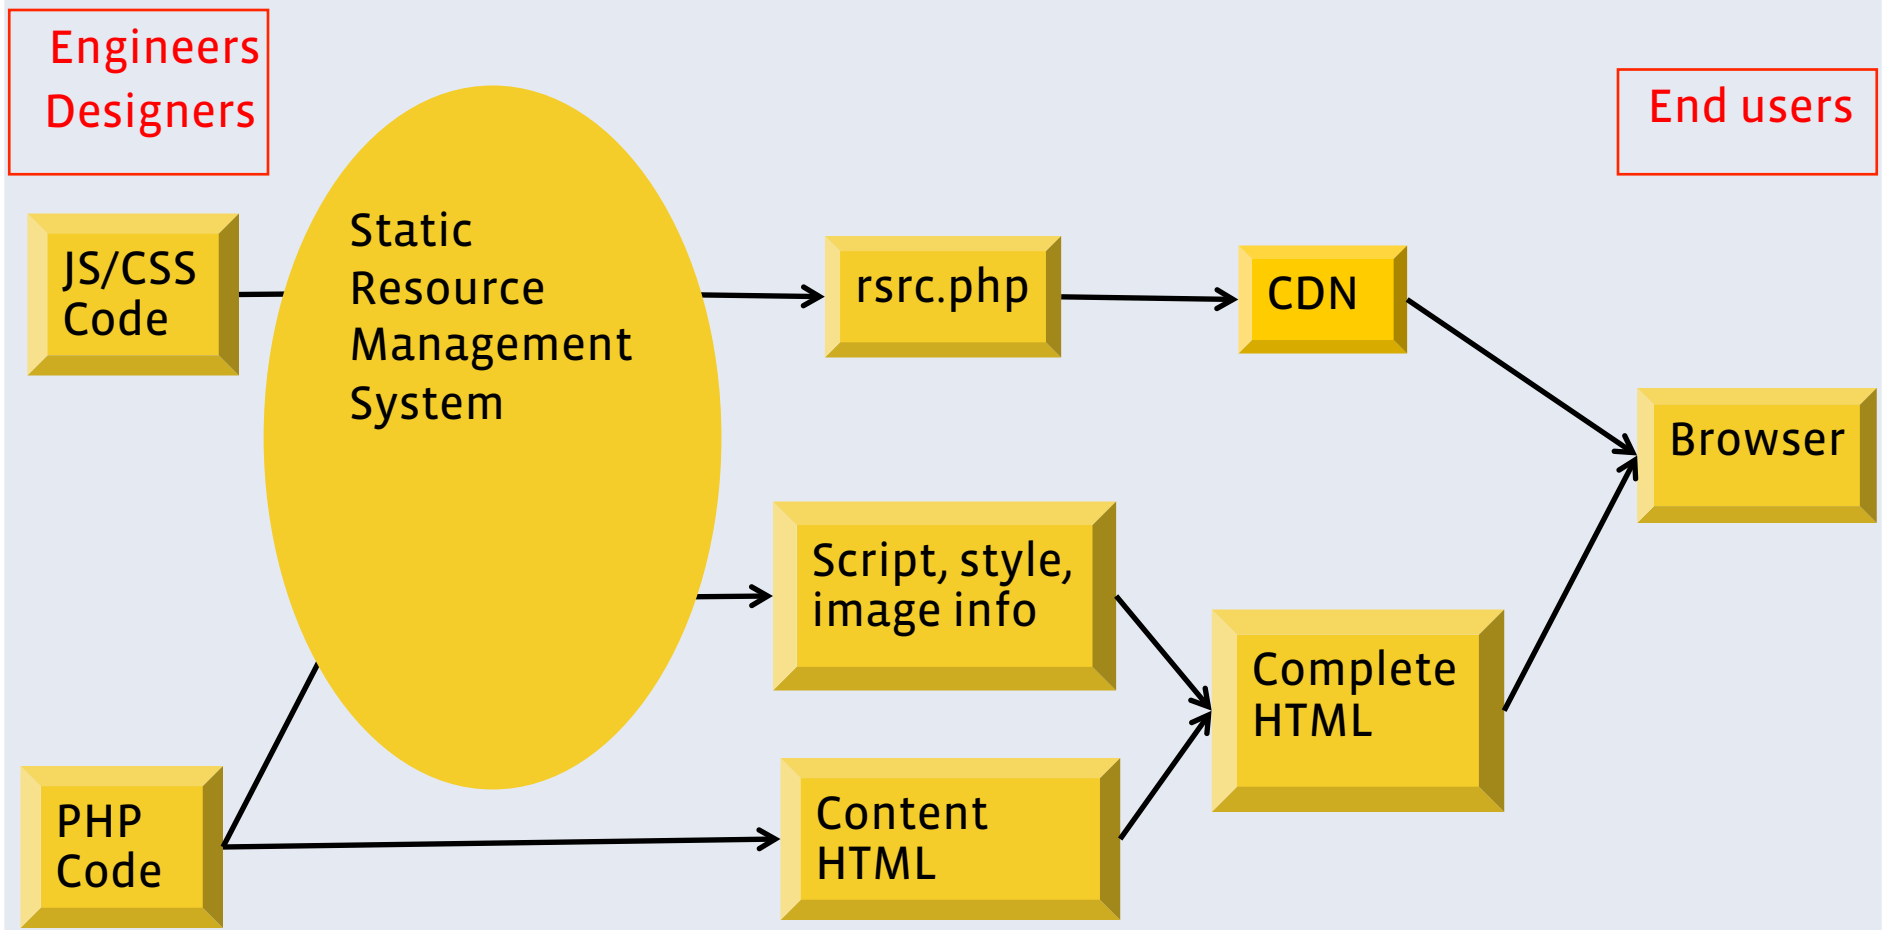 Engineers
Designers
End users
JS/CSS
Code
Static
Resource
Management
System
rsrc.php
CDN
Browser
Script, style,
image info
Complete
HTML
PHP
Code
Content
HTML